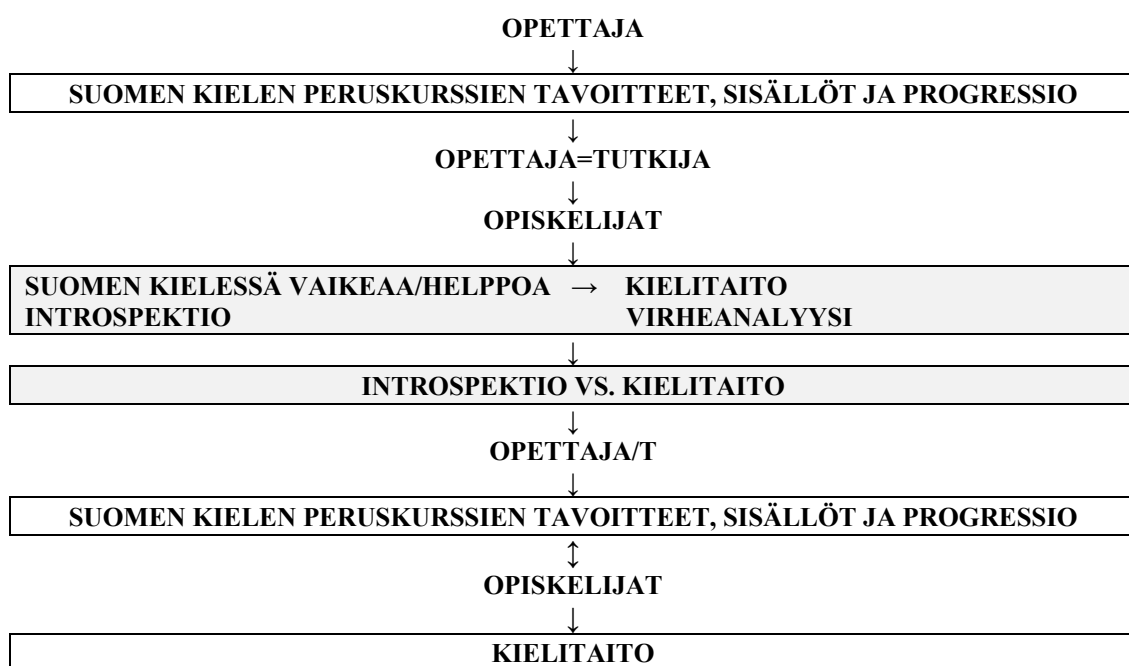 OPETTAJA
↓
SUOMEN KIELEN PERUSKURSSIEN TAVOITTEET, SISÄLLÖT JA PROGRESSIO
↓
OPETTAJA=TUTKIJA
↓
OPISKELIJAT
↓
SUOMEN KIELESSÄ VAIKEAA/HELPPOA → KIELITAITO
INTROSPEKTIO VIRHEANALYYSI
↓
INTROSPEKTIO VS. KIELITAITO
↓
OPETTAJA/T
↓
SUOMEN KIELEN PERUSKURSSIEN TAVOITTEET, SISÄLLÖT JA PROGRESSIO
↕
OPISKELIJAT
↓
KIELITAITO